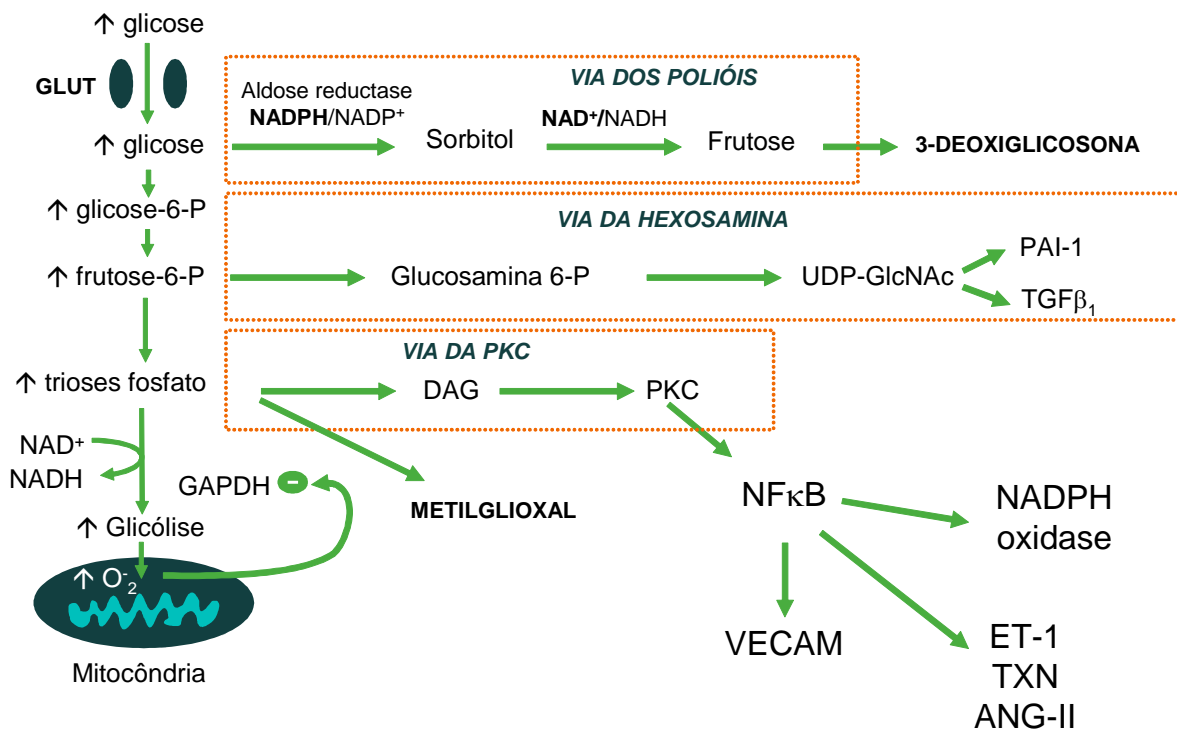 ↑ glicose
GLUT
VIA DOS POLIÓIS
Aldose reductase
NADPH/NADP⁺
NAD⁺/NADH
↑ glicose
Sorbitol
Frutose
3-DEOXIGLICOSONA
↑ glicose-6-P
VIA DA HEXOSAMINA
↑ frutose-6-P
Glucosamina 6-P
UDP-GlcNAc
PAI-1
TGFβ₁
VIA DA PKC
↑ trioses fosfato
DAG
PKC
NAD⁺
NADH
GAPDH −
METILGLIOXAL
NFκB
NADPH
oxidase
↑ Glicólise
↑ O⁻₂
Mitocôndria
VECAM
ET-1
TXN
ANG-II